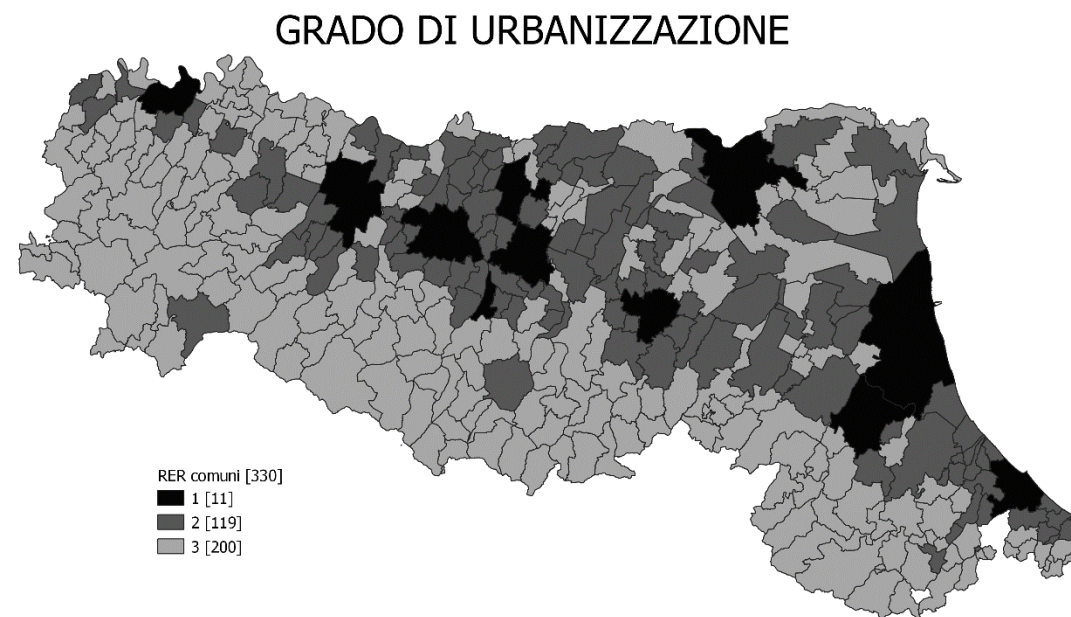 GRADO DI URBANIZZAZIONE
RER comuni [330]
1 [11]
2 [119]
3 [200]